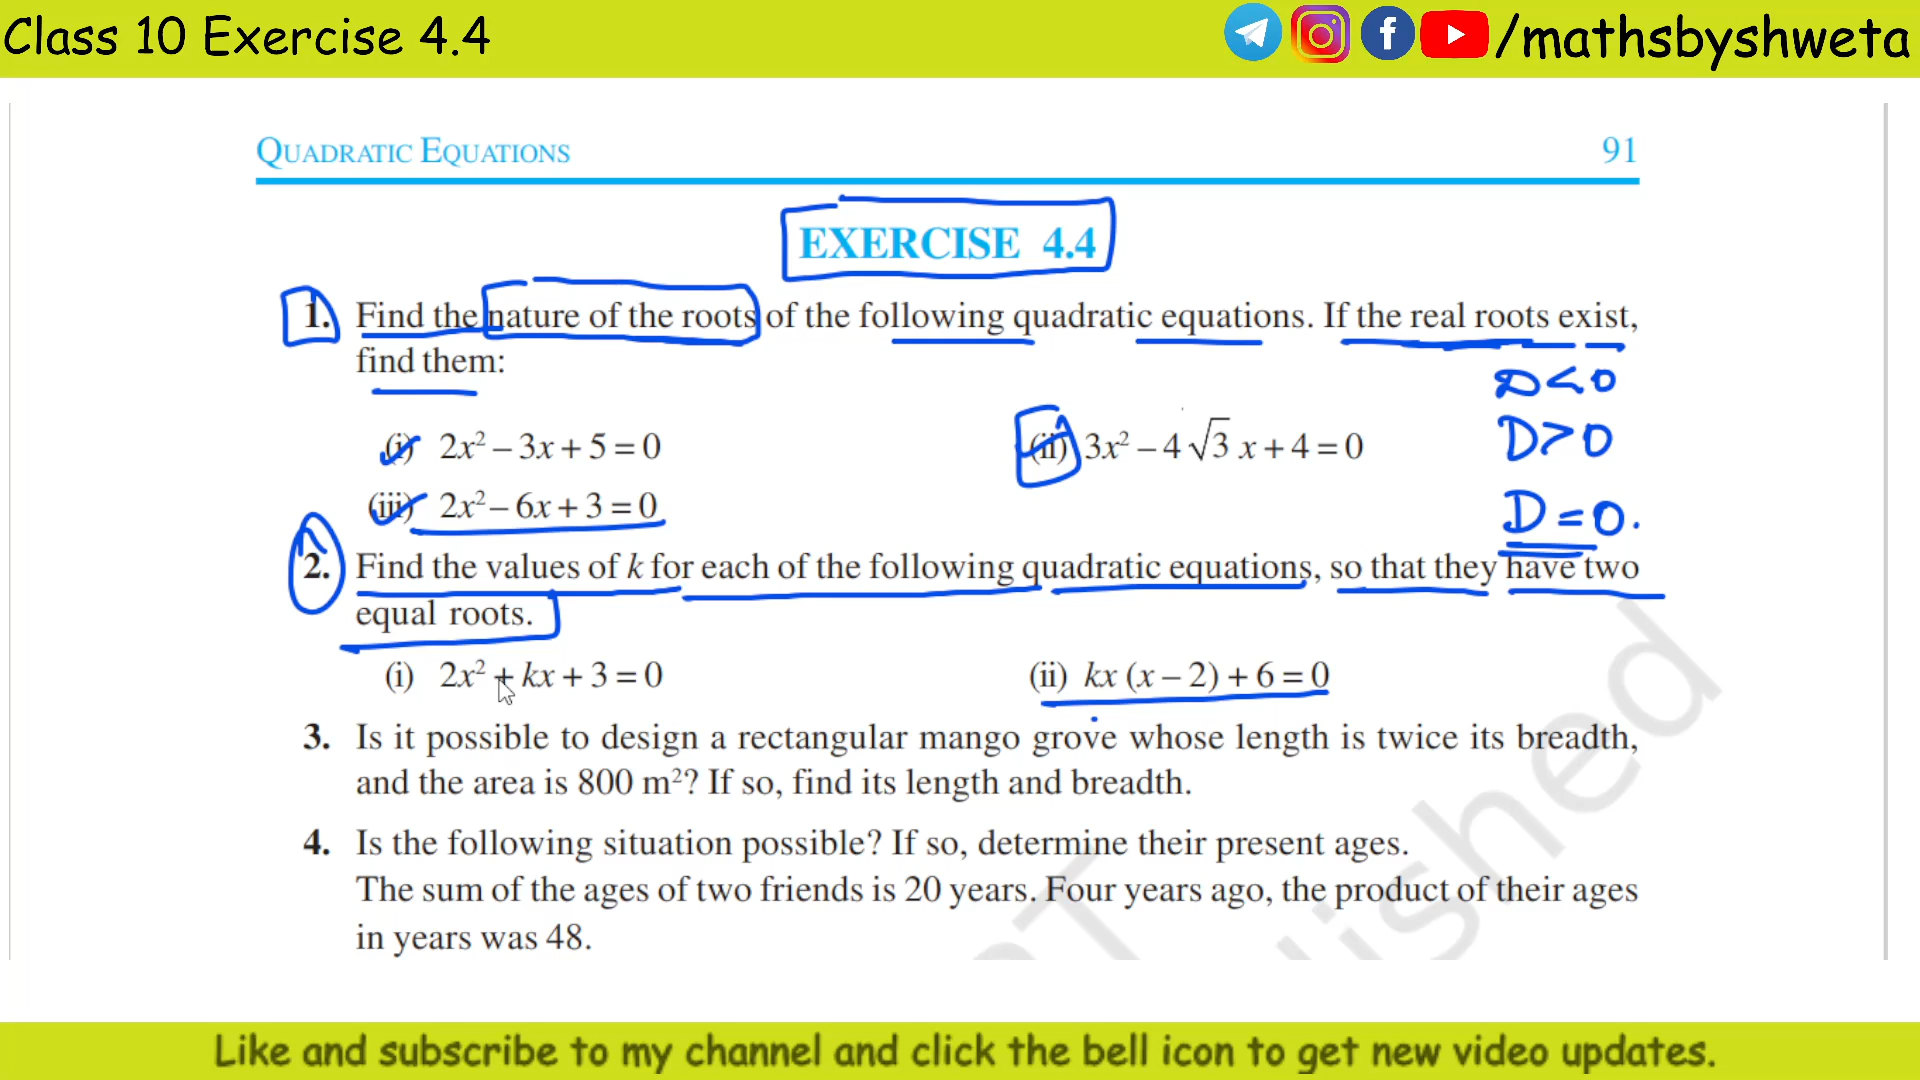 Class 10 Exercise 4.4
/mathsbyshweta
QUADRATIC EQUATIONS 91
EXERCISE 4.4
1. Find the nature of the roots of the following quadratic equations. If the real roots exist,
find them:
D<0
(i) 2x² – 3x + 5 = 0 (ii) 3x² – 4√3 x + 4 = 0
D>0
(iii) 2x² – 6x + 3 = 0
D=0.
2. Find the values of k for each of the following quadratic equations, so that they have two
equal roots.
(i) 2x² + kx + 3 = 0 (ii) kx (x – 2) + 6 = 0
3. Is it possible to design a rectangular mango grove whose length is twice its breadth,
and the area is 800 m²? If so, find its length and breadth.
4. Is the following situation possible? If so, determine their present ages.
The sum of the ages of two friends is 20 years. Four years ago, the product of their ages
in years was 48.
Like and subscribe to my channel and click the bell icon to get new video updates.